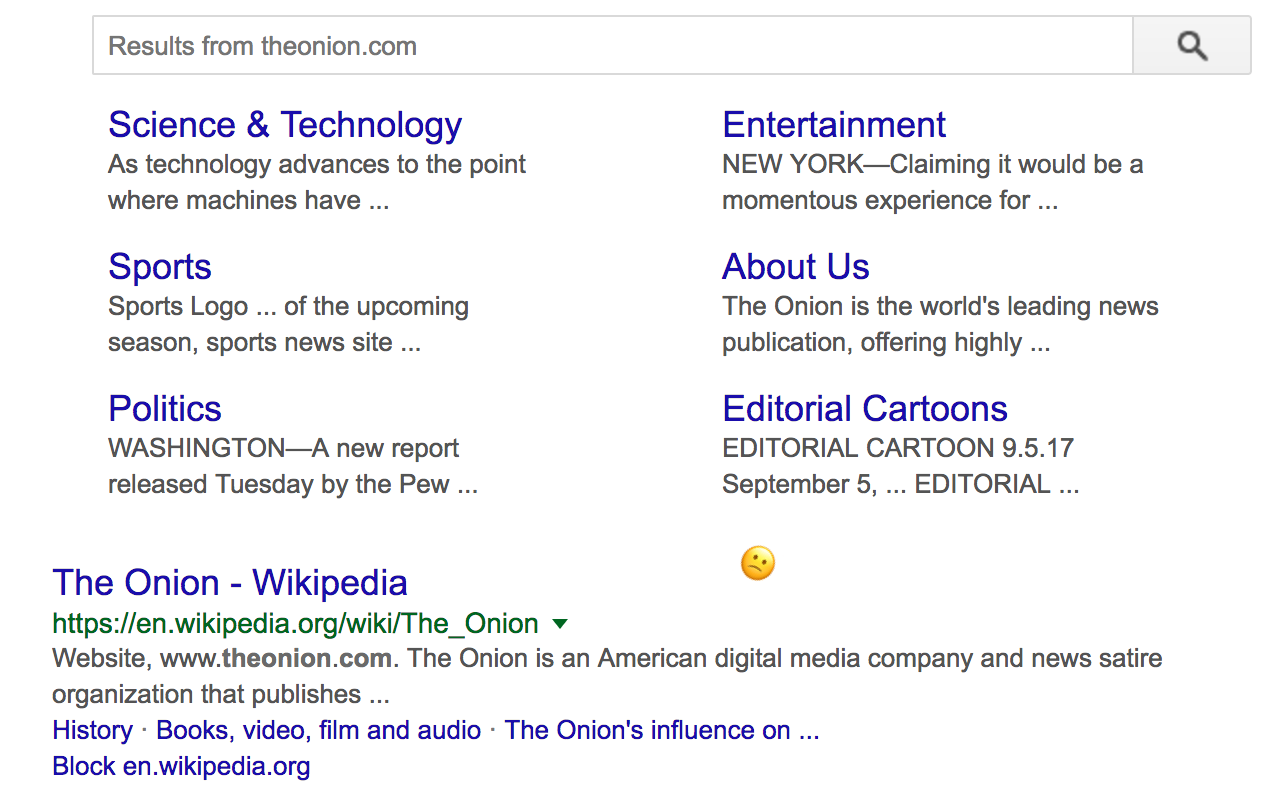 Results from theonion.com
Science & Technology
As technology advances to the point
where machines have ...
Entertainment
NEW YORK—Claiming it would be a
momentous experience for ...
Sports
Sports Logo ... of the upcoming
season, sports news site ...
About Us
The Onion is the world's leading news
publication, offering highly ...
Politics
WASHINGTON—A new report
released Tuesday by the Pew ...
Editorial Cartoons
EDITORIAL CARTOON 9.5.17
September 5, ... EDITORIAL ...
The Onion - Wikipedia
https://en.wikipedia.org/wiki/The_Onion
Website, www.theonion.com. The Onion is an American digital media company and news satire
organization that publishes ...
History · Books, video, film and audio · The Onion's influence on ...
Block en.wikipedia.org